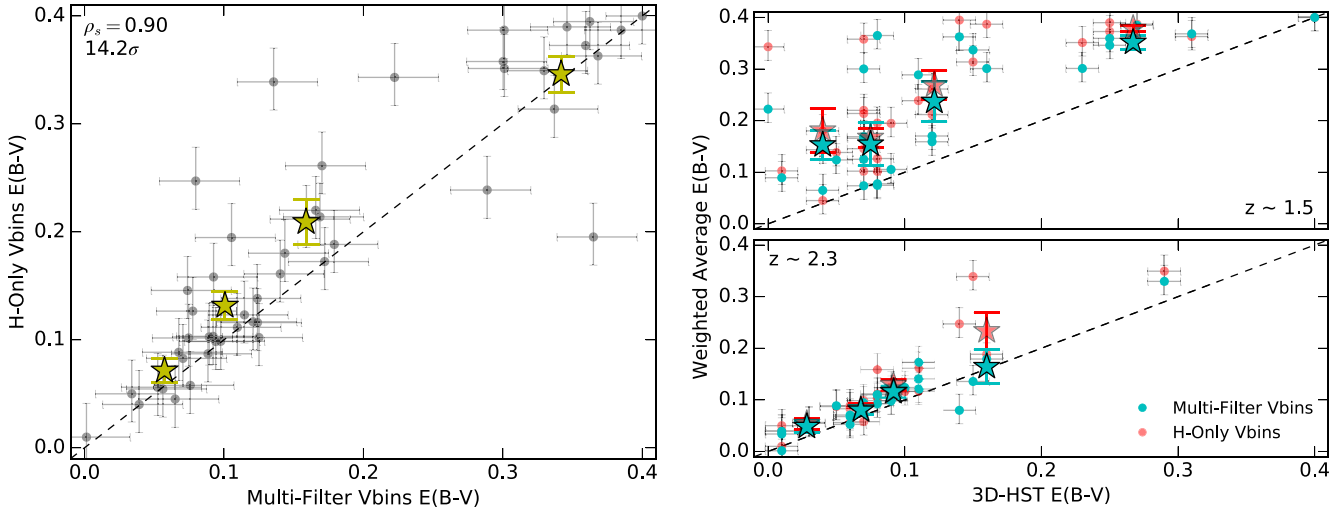 ρs = 0.90
14.2σ
H-Only Vbins E(B-V)
0.4
0.3
0.2
0.1
0.0
0.0 0.1 0.2 0.3 0.4
Multi-Filter Vbins E(B-V)
Weighted Average E(B-V)
0.4
0.3
0.2
0.1
0.0
z ~ 1.5
0.4
0.3
0.2
0.1
0.0
z ~ 2.3
Multi-Filter Vbins
H-Only Vbins
0.0 0.1 0.2 0.3 0.4
3D-HST E(B-V)